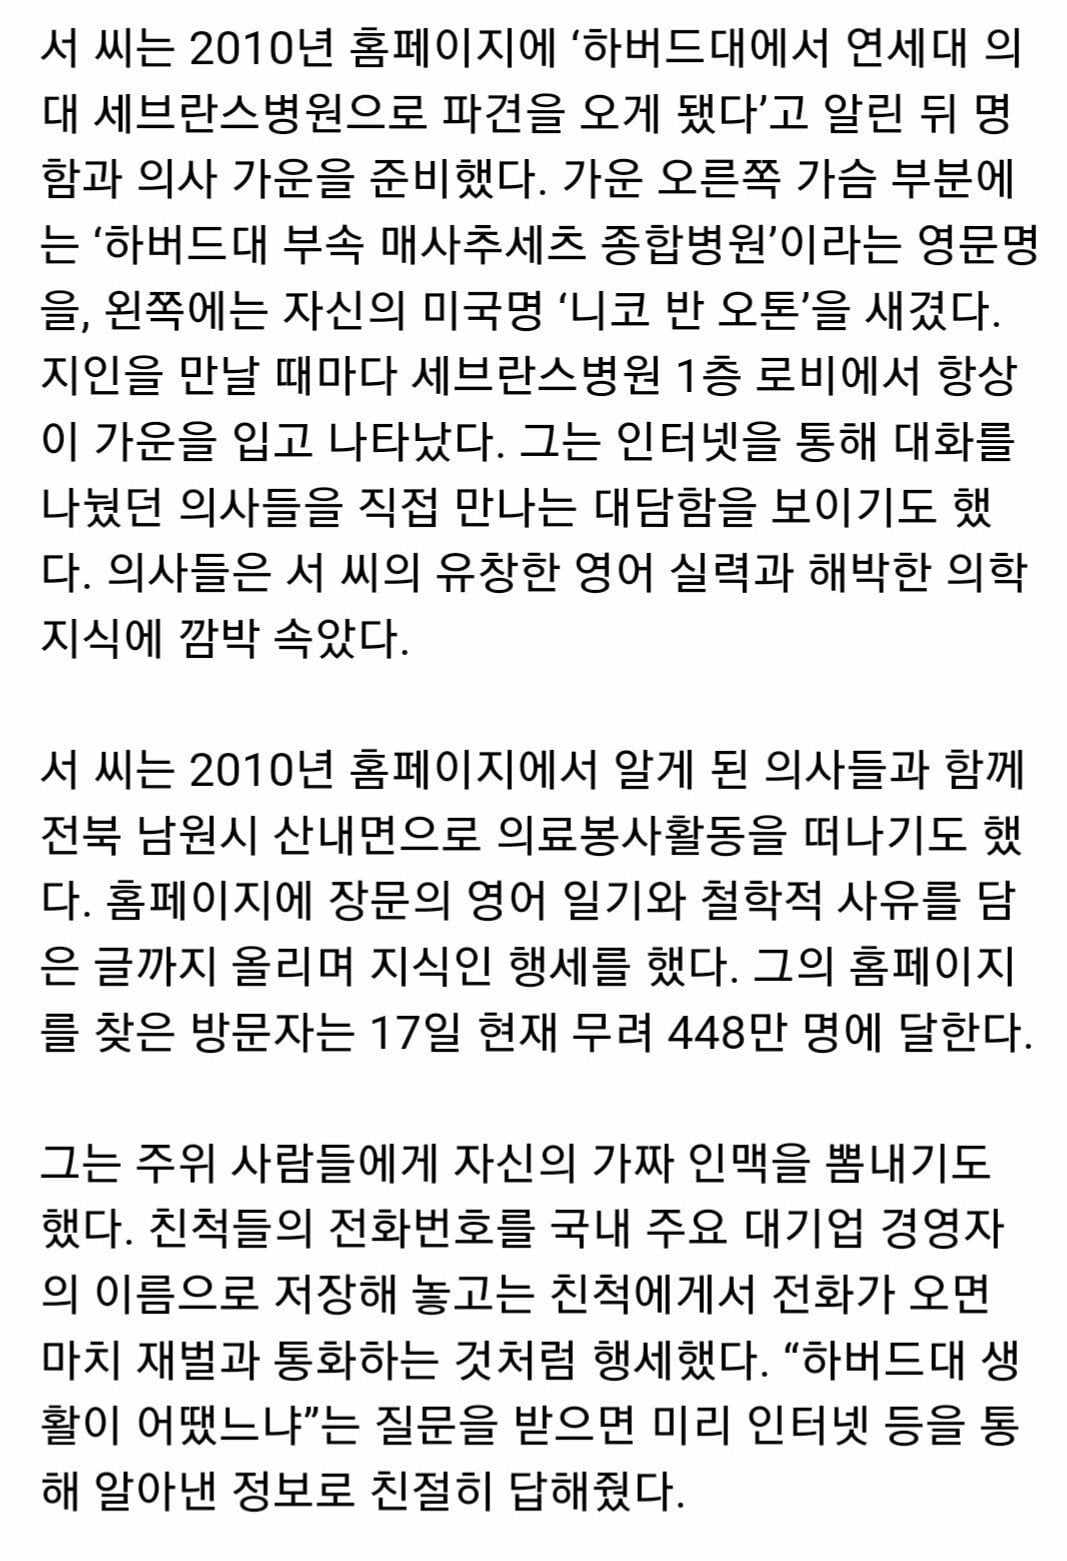 서 씨는 2010년 홈페이지에 ‘하버드대에서 연세대 의
대 세브란스병원으로 파견을 오게 됐다’고 알린 뒤 명
함과 의사 가운을 준비했다. 가운 오른쪽 가슴 부분에
는 ‘하버드대 부속 매사추세츠 종합병원’이라는 영문명
을, 왼쪽에는 자신의 미국명 ‘니코 반 오톤’을 새겼다.
지인을 만날 때마다 세브란스병원 1층 로비에서 항상
이 가운을 입고 나타났다. 그는 인터넷을 통해 대화를
나눴던 의사들을 직접 만나는 대담함을 보이기도 했
다. 의사들은 서 씨의 유창한 영어 실력과 해박한 의학
지식에 깜박 속았다.
서 씨는 2010년 홈페이지에서 알게 된 의사들과 함께
전북 남원시 산내면으로 의료봉사활동을 떠나기도 했
다. 홈페이지에 장문의 영어 일기와 철학적 사유를 담
은 글까지 올리며 지식인 행세를 했다. 그의 홈페이지
를 찾은 방문자는 17일 현재 무려 448만 명에 달한다.
그는 주위 사람들에게 자신의 가짜 인맥을 뽐내기도
했다. 친척들의 전화번호를 국내 주요 대기업 경영자
의 이름으로 저장해 놓고는 친척에게서 전화가 오면
마치 재벌과 통화하는 것처럼 행세했다. “하버드대 생
활이 어땠느냐”는 질문을 받으면 미리 인터넷 등을 통
해 알아낸 정보로 친절히 답해줬다.